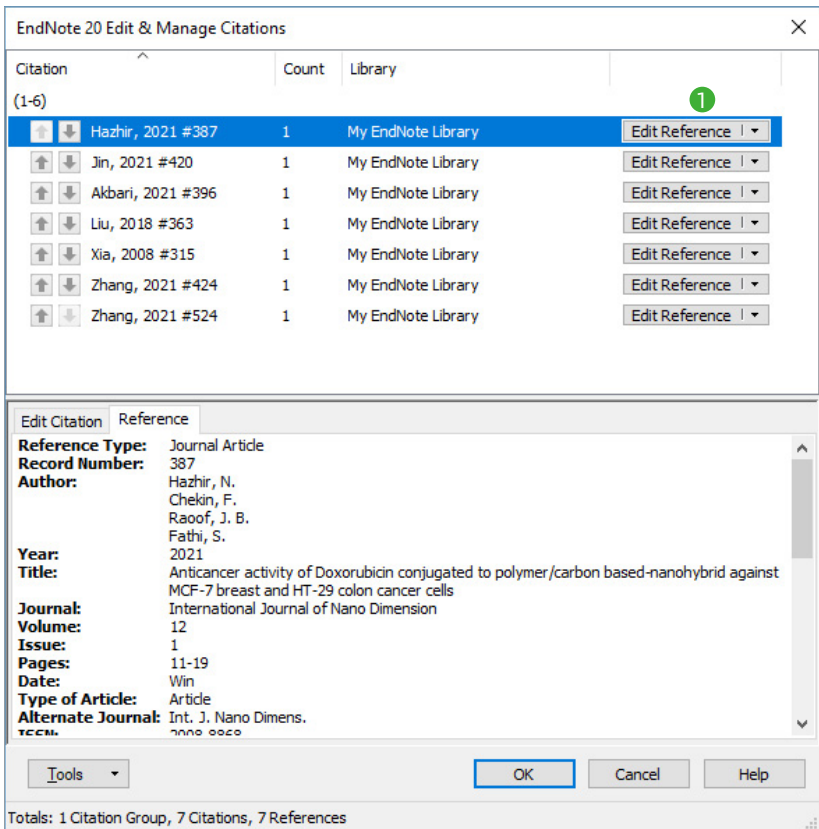 EndNote 20 Edit & Manage Citations
Citation Count Library
(1-6)
1
Hazhir, 2021 #387 1 My EndNote Library Edit Reference
Jin, 2021 #420 1 My EndNote Library Edit Reference
Akbari, 2021 #396 1 My EndNote Library Edit Reference
Liu, 2018 #363 1 My EndNote Library Edit Reference
Xia, 2008 #315 1 My EndNote Library Edit Reference
Zhang, 2021 #424 1 My EndNote Library Edit Reference
Zhang, 2021 #524 1 My EndNote Library Edit Reference
Edit Citation Reference
Reference Type: Journal Article
Record Number: 387
Author: Hazhir, N.
Chekin, F.
Raoof, J. B.
Fathi, S.
Year: 2021
Title: Anticancer activity of Doxorubicin conjugated to polymer/carbon based-nanohybrid against
MCF-7 breast and HT-29 colon cancer cells
Journal: International Journal of Nano Dimension
Volume: 12
Issue: 1
Pages: 11-19
Date: Win
Type of Article: Article
Alternate Journal: Int. J. Nano Dimens.
ISSN: 2008-8868
Tools OK Cancel Help
Totals: 1 Citation Group, 7 Citations, 7 References